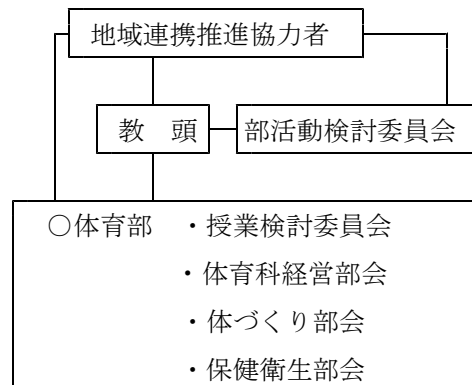 地域連携推進協力者
教　頭　部活動検討委員会
○体育部　・授業検討委員会
・体育科経営部会
・体づくり部会
・保健衛生部会